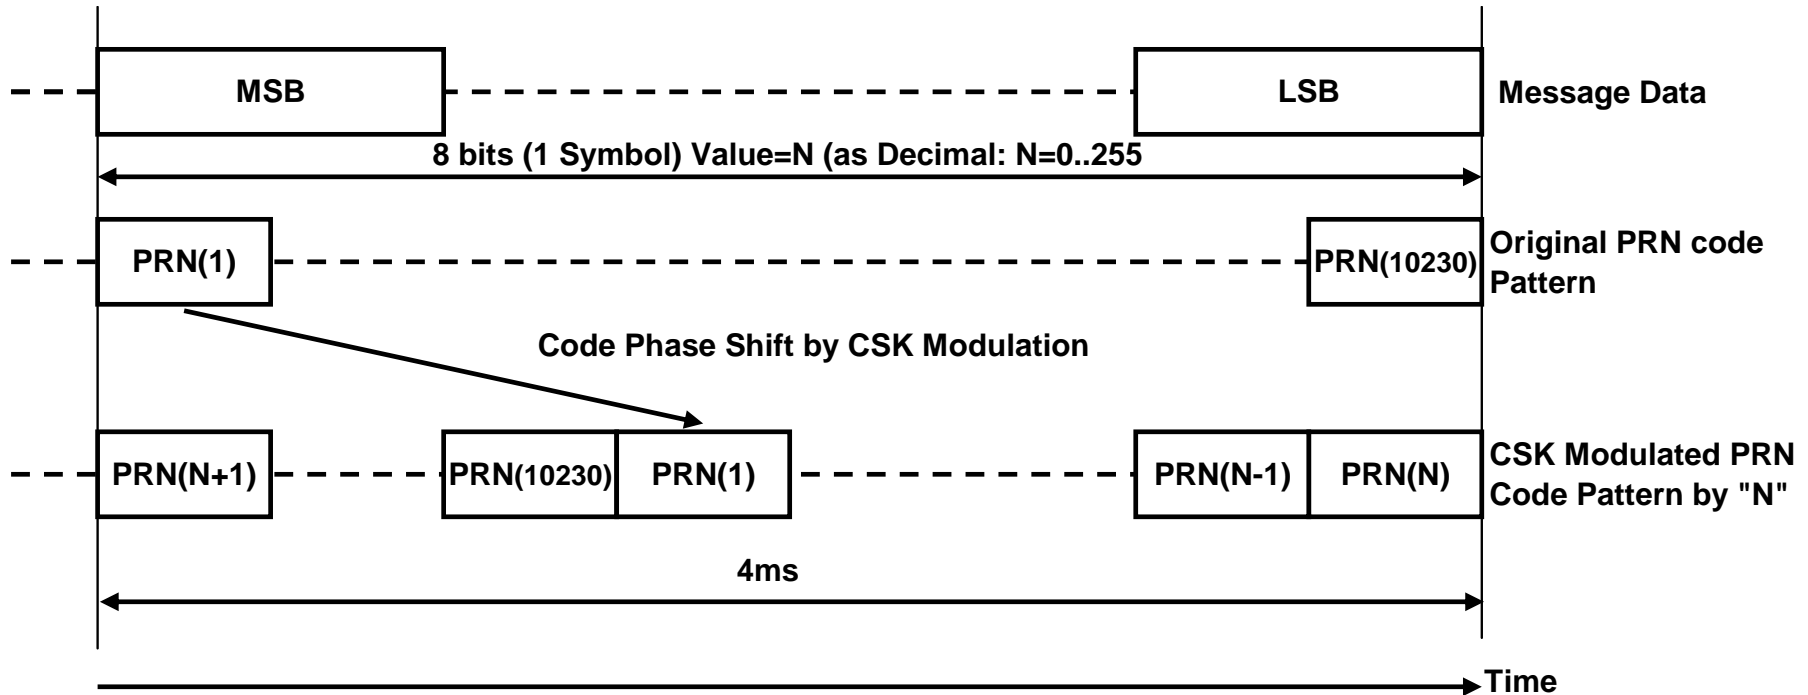 MSB
LSB
Message Data
8 bits (1 Symbol) Value=N (as Decimal: N=0..255
PRN(1)
PRN(10230)
Original PRN code
Pattern
Code Phase Shift by CSK Modulation
PRN(N+1)
PRN(10230)
PRN(1)
PRN(N-1)
PRN(N)
CSK Modulated PRN
Code Pattern by "N"
4ms
Time